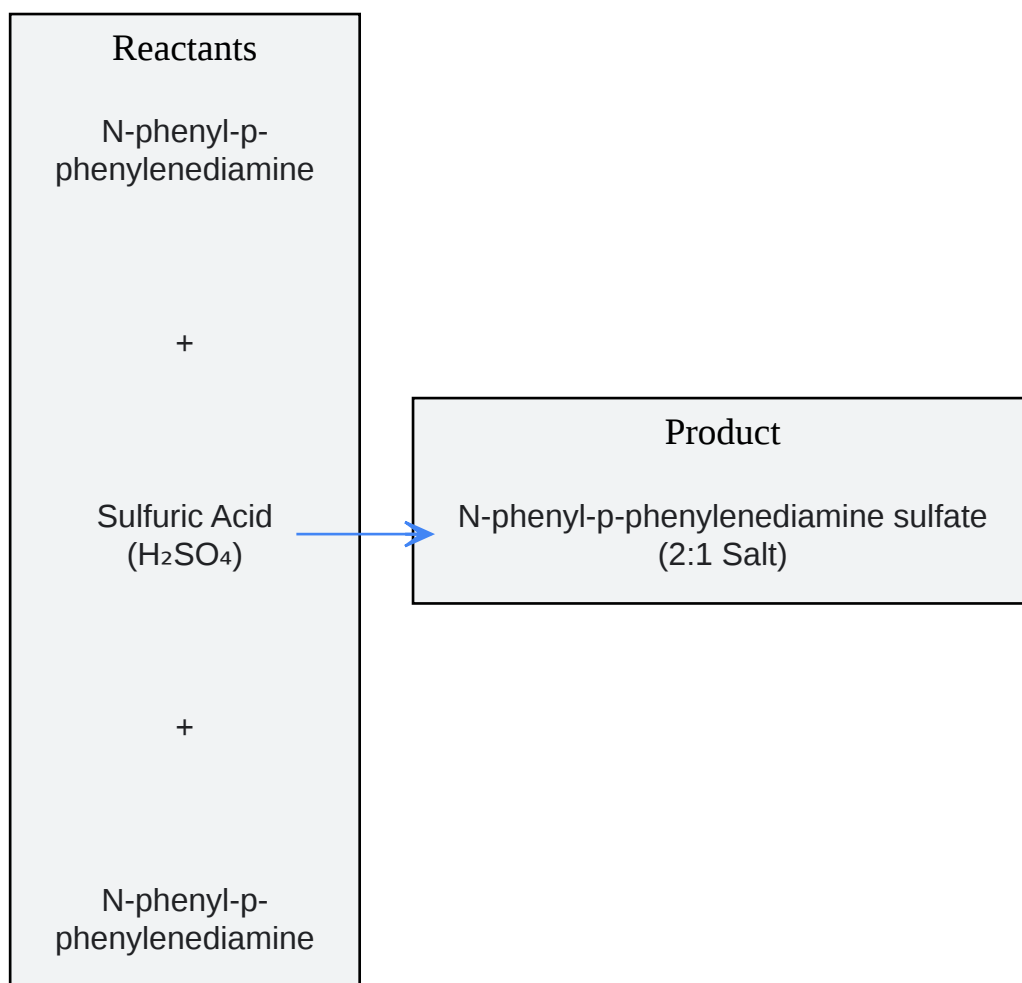 Reactants
N-phenyl-p-
phenylenediamine
+
Sulfuric Acid
(H₂SO₄)
+
N-phenyl-p-
phenylenediamine
Product
N-phenyl-p-phenylenediamine sulfate
(2:1 Salt)